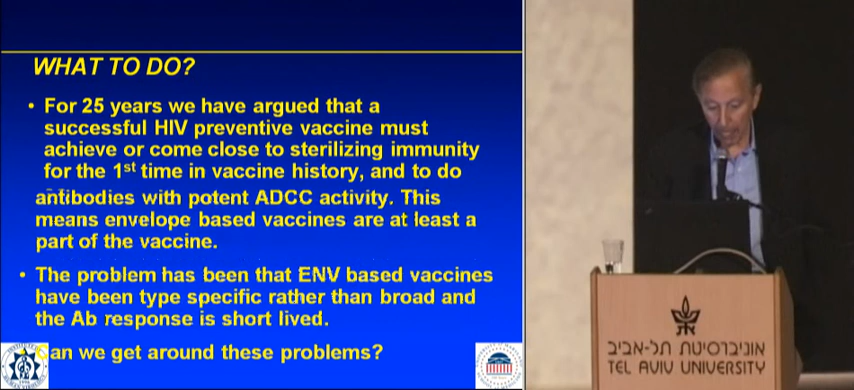 WHAT TO DO?
• For 25 years we have argued that a
successful HIV preventive vaccine must
achieve or come close to sterilizing immunity
for the 1st time in vaccine history, and to do
antibodies with potent ADCC activity. This
means envelope based vaccines are at least a
part of the vaccine.
• The problem has been that ENV based vaccines
have been type specific rather than broad and
the Ab response is short lived.
Can we get around these problems?
אוניברסיטת תל-אביב
TEL AVIV UNIVERSITY